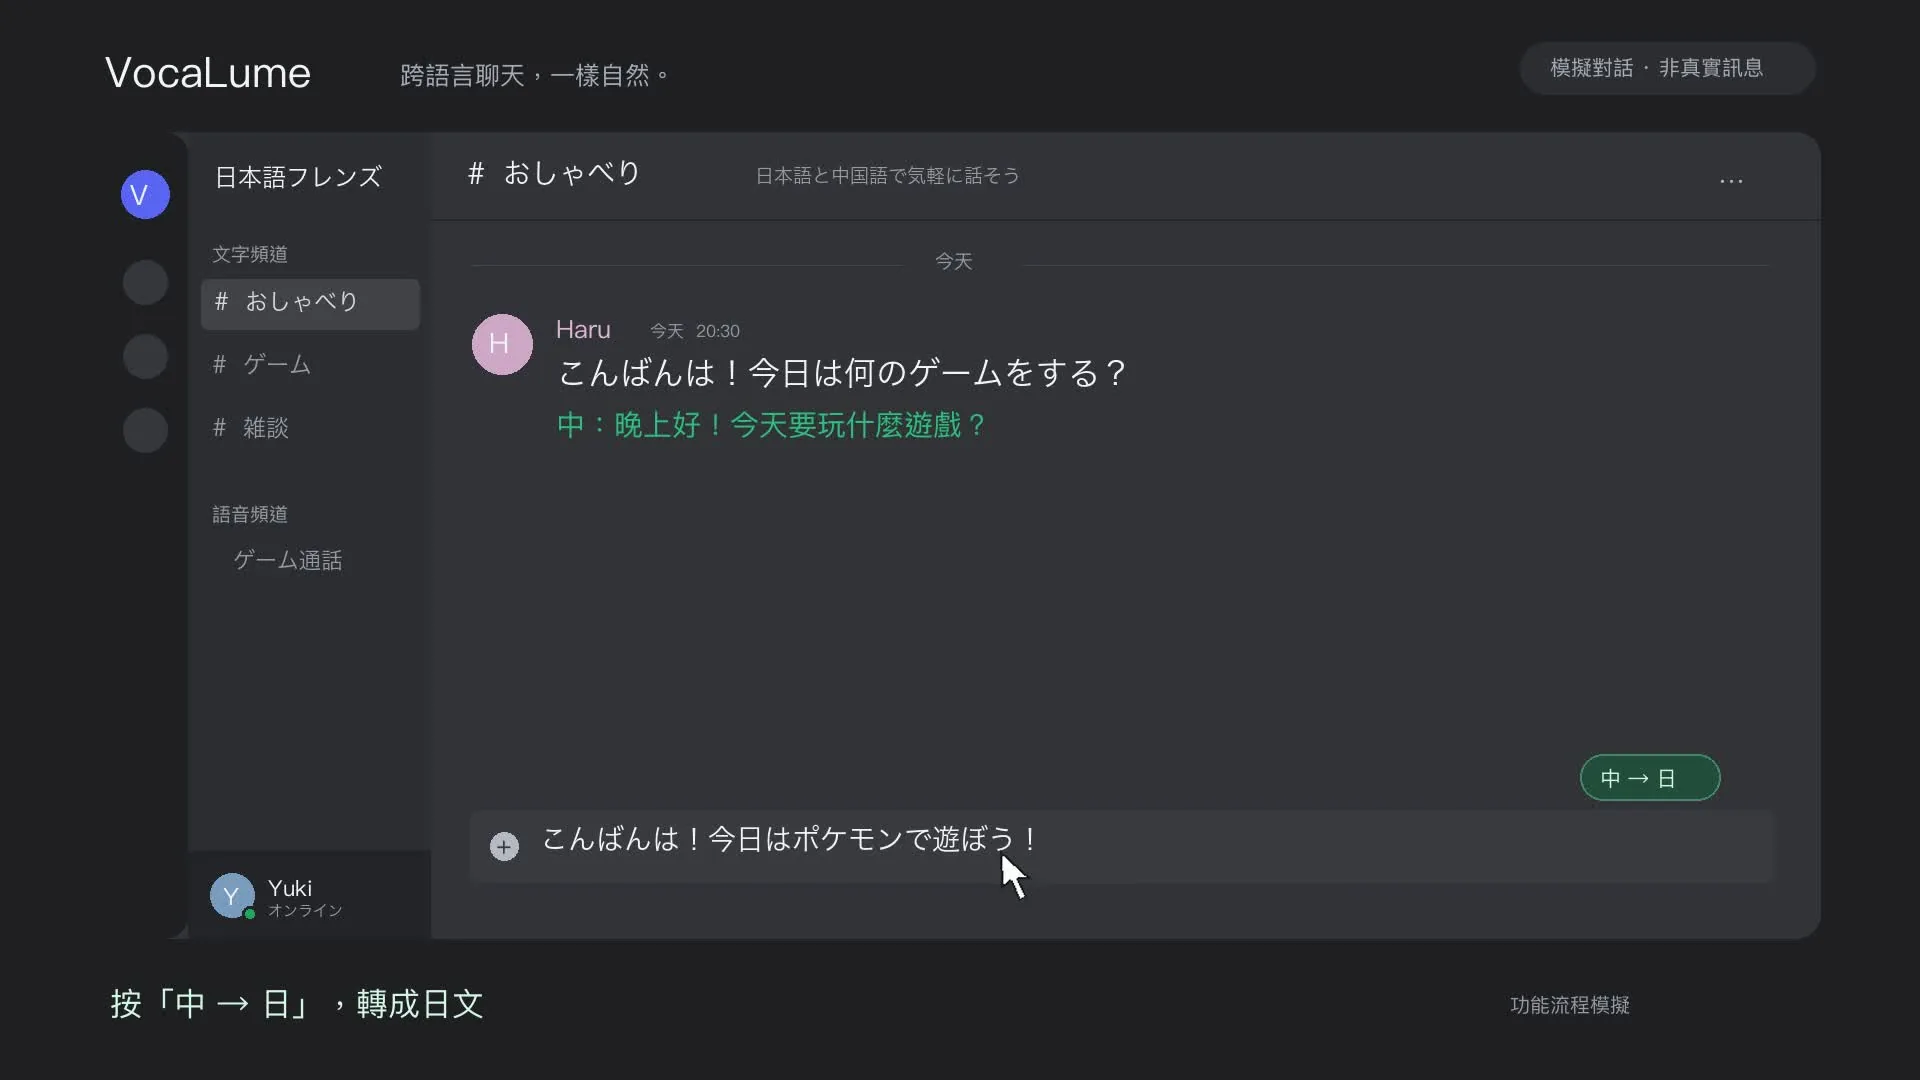 VocaLume
跨語言聊天，一樣自然。
模擬對話 · 非真實訊息
V
日本語フレンズ
文字頻道
# おしゃべり
# ゲーム
# 雑談
語音頻道
ゲーム通話
Y
Yuki
オンライン
# おしゃべり
日本語と中国語で気軽に話そう
...
今天
H
Haru
今天 20:30
こんばんは！今日は何のゲームをする？
中：晚上好！今天要玩什麼遊戲？
中 → 日
+
こんばんは！今日はポケモンで遊ぼう！
按「中 → 日」，轉成日文
功能流程模擬